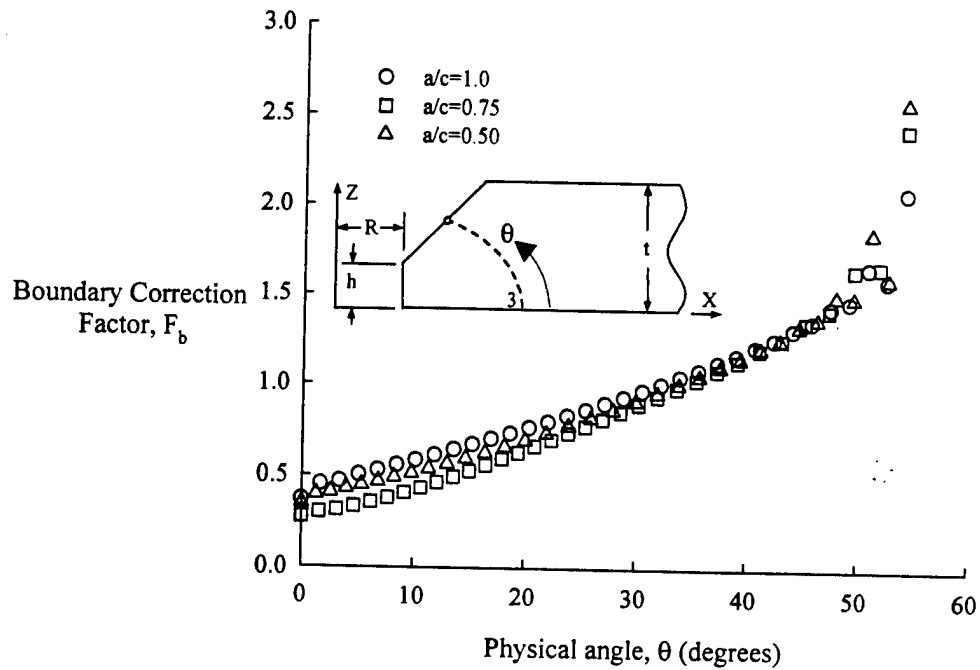 3.0
2.5
2.0
1.5
1.0
0.5
0.0
Boundary Correction
Factor, F_b
a/c=1.0
a/c=0.75
a/c=0.50
Z
R
h
θ
3
t
X
0 10 20 30 40 50 60
Physical angle, θ (degrees)